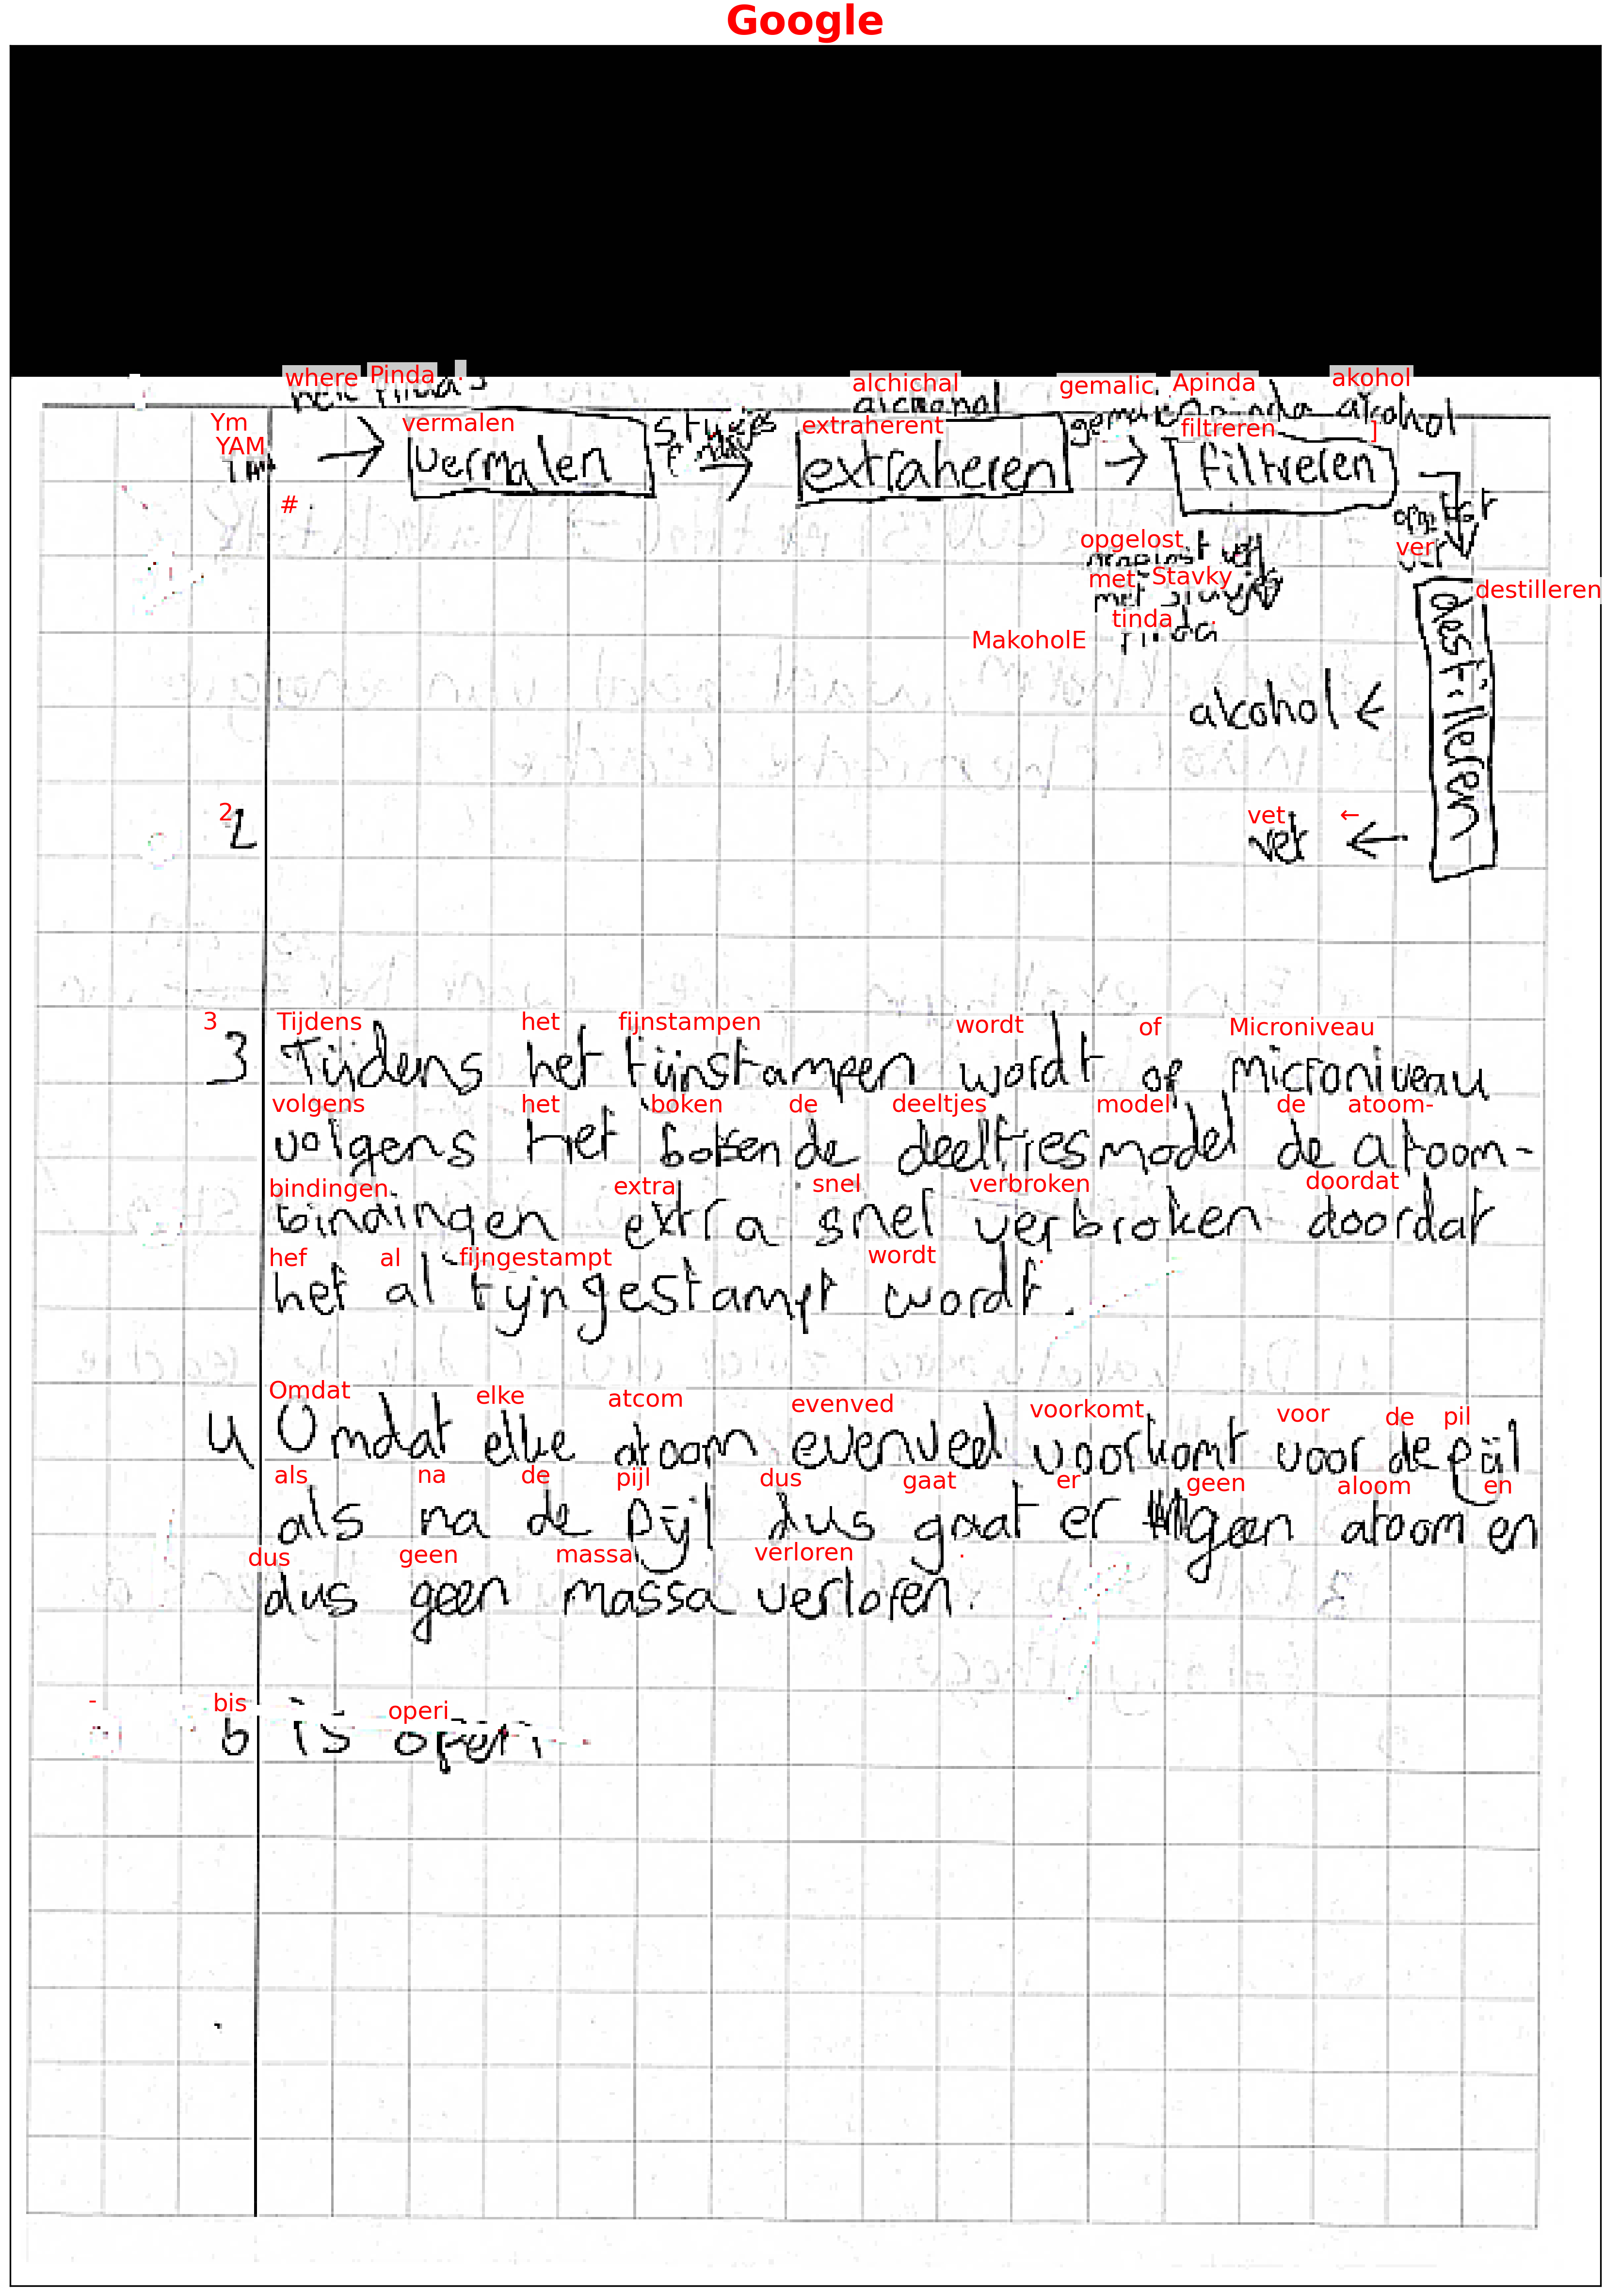 Google
where Pinda .
hele Pinda's
alchichal
alcohol
gemalic. Apinda akohol
pinda alcohol
Ym
YAM
vermalen
vermalen
stukjes
extraherent
extraheren
filtreren ]
filtreren
# .
opgelost
opgelost vet
ver
met Stavky
met stukjes
tinda .
Pinda
destilleren
destilleren
MakoholE
alcohol ←
2
2
vet ←
vet ←
3 Tijdens het fijnstampen wordt of Microniveau
3 Tijdens het fijnstampen wordt op Microniveau
volgens het boken de deeltjes model de atoom-
volgens het botsende deeltjesmodel de atoom-
bindingen extra snel verbroken doordat
bindingen extra snel verbroken doordat
hef al fijngestampt wordt .
het al fijngestampt wordt.
Omdat elke atcom evenved voorkomt voor de pil
4 Omdat elke atoom evenveel voorkomt voor de pijl
als na de pijl dus gaat er geen aloom en
als na de pijl dus gaat er geen atoom en
dus geen massa verloren .
dus geen massa verloren.
- bis operi
b is